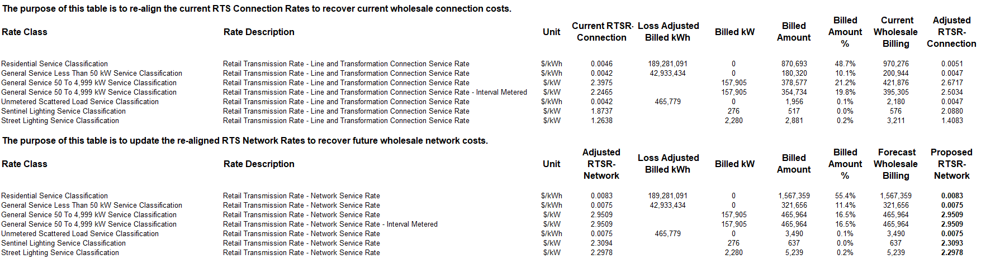 The purpose of this table is to re-align the current RTS Connection Rates to recover current wholesale connection costs.
Rate Class Rate Description Unit Current RTSR-Connection Loss Adjusted Billed kWh Billed kW Billed Amount Billed Amount % Current Wholesale Billing Adjusted RTSR-Connection
Residential Service Classification Retail Transmission Rate - Line and Transformation Connection Service Rate $/kWh 0.0046 189,281,091 0 870,693 48.7% 970,276 0.0051
General Service Less Than 50 kW Service Classification Retail Transmission Rate - Line and Transformation Connection Service Rate $/kWh 0.0042 42,933,434 0 180,320 10.1% 200,944 0.0047
General Service 50 To 4,999 kW Service Classification Retail Transmission Rate - Line and Transformation Connection Service Rate $/kW 2.3975 157,905 378,577 21.2% 421,876 2.6717
General Service 50 To 4,999 kW Service Classification Retail Transmission Rate - Line and Transformation Connection Service Rate - Interval Metered $/kW 2.2465 157,905 354,734 19.8% 395,305 2.5034
Unmetered Scattered Load Service Classification Retail Transmission Rate - Line and Transformation Connection Service Rate $/kWh 0.0042 465,779 0 1,956 0.1% 2,180 0.0047
Sentinel Lighting Service Classification Retail Transmission Rate - Line and Transformation Connection Service Rate $/kW 1.8737 276 517 0.0% 576 2.0880
Street Lighting Service Classification Retail Transmission Rate - Line and Transformation Connection Service Rate $/kW 1.2638 2,280 2,881 0.2% 3,211 1.4083
The purpose of this table is to update the re-aligned RTS Network Rates to recover future wholesale network costs.
Rate Class Rate Description Unit Adjusted RTSR-Network Loss Adjusted Billed kWh Billed kW Billed Amount Billed Amount % Forecast Wholesale Billing Proposed RTSR-Network
Residential Service Classification Retail Transmission Rate - Network Service Rate $/kWh 0.0083 189,281,091 0 1,567,359 55.4% 1,567,359 0.0083
General Service Less Than 50 kW Service Classification Retail Transmission Rate - Network Service Rate $/kWh 0.0075 42,933,434 0 321,656 11.4% 321,656 0.0075
General Service 50 To 4,999 kW Service Classification Retail Transmission Rate - Network Service Rate $/kW 2.9509 157,905 465,964 16.5% 465,964 2.9509
General Service 50 To 4,999 kW Service Classification Retail Transmission Rate - Network Service Rate - Interval Metered $/kW 2.9509 157,905 465,964 16.5% 465,964 2.9509
Unmetered Scattered Load Service Classification Retail Transmission Rate - Network Service Rate $/kWh 0.0075 465,779 0 3,490 0.1% 3,490 0.0075
Sentinel Lighting Service Classification Retail Transmission Rate - Network Service Rate $/kW 2.3094 276 637 0.0% 637 2.3093
Street Lighting Service Classification Retail Transmission Rate - Network Service Rate $/kW 2.2978 2,280 5,239 0.2% 5,239 2.2978